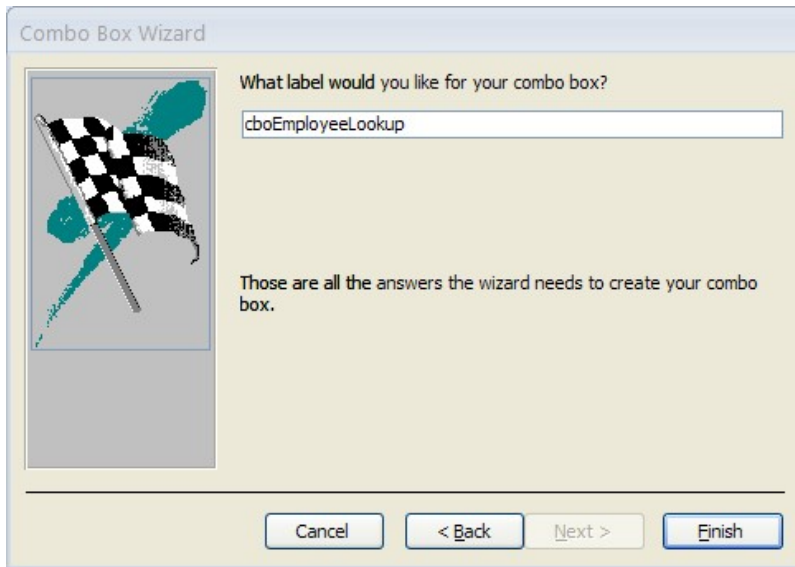 Combo Box Wizard
What label would you like for your combo box?
cboEmployeeLookup
Those are all the answers the wizard needs to create your combo
box.
Cancel
< Back
Next >
Finish